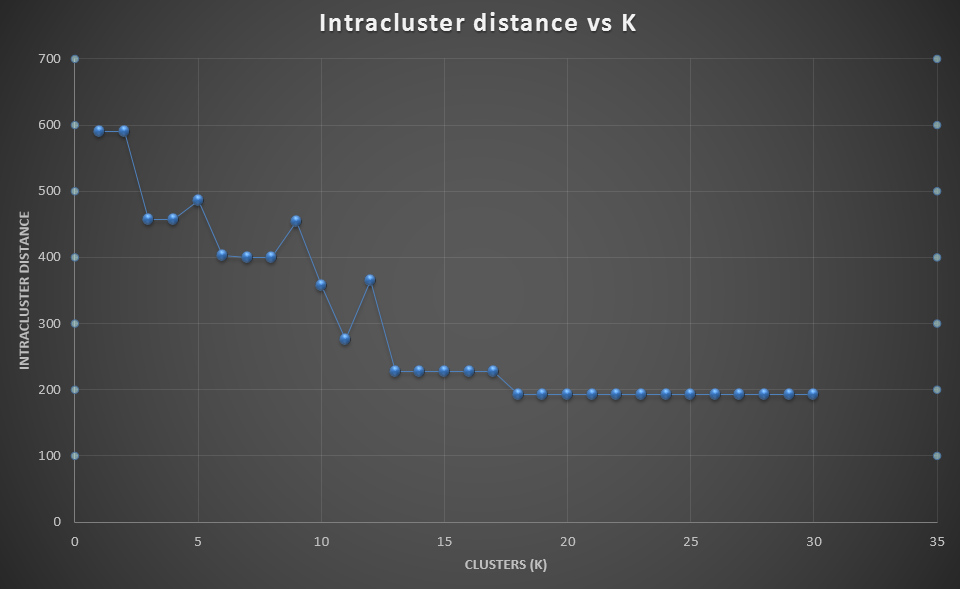 Intracluster distance vs K
700
600
500
400
300
200
100
0
INTRACLUSTER DISTANCE
0 5 10 15 20 25 30 35
CLUSTERS (K)